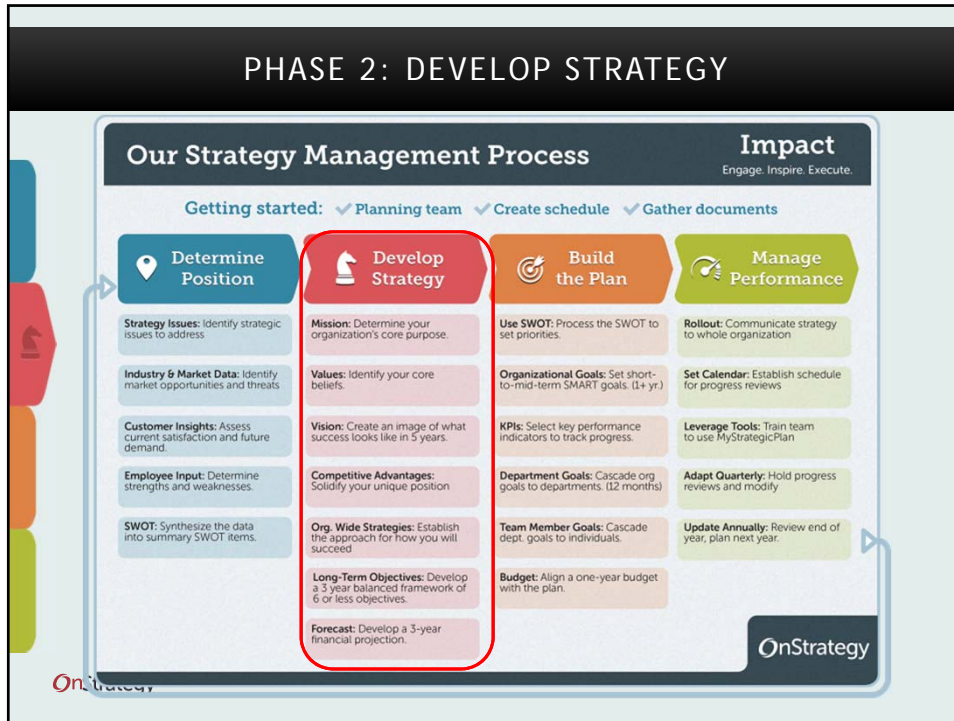 PHASE 2: DEVELOP STRATEGY
Our Strategy Management Process
Impact
Engage. Inspire. Execute.
Getting started: Planning team Create schedule Gather documents
Determine
Position
Strategy Issues: Identify strategic
issues to address
Industry & Market Data: Identify
market opportunities and threats
Customer Insights: Assess
current satisfaction and future
demand.
Employee Input: Determine
strengths and weaknesses.
SWOT: Synthesize the data
into summary SWOT items.
Develop
Strategy
Mission: Determine your
organization's core purpose.
Values: Identify your core
beliefs.
Vision: Create an image of what
success looks like in 5 years.
Competitive Advantages:
Solidify your unique position
Org. Wide Strategies: Establish
the approach for how you will
succeed
Long-Term Objectives: Develop
a 3 year balanced framework of
6 or less objectives.
Forecast: Develop a 3-year
financial projection.
Build
the Plan
Use SWOT: Process the SWOT to
set priorities.
Organizational Goals: Set short-
to-mid-term SMART goals. (1+ yr.)
KPIs: Select key performance
indicators to track progress.
Department Goals: Cascade org
goals to departments. (12 months)
Team Member Goals: Cascade
dept. goals to individuals.
Budget: Align a one-year budget
with the plan.
Manage
Performance
Rollout: Communicate strategy
to whole organization
Set Calendar: Establish schedule
for progress reviews
Leverage Tools: Train team
to use MyStrategicPlan
Adapt Quarterly: Hold progress
reviews and modify
Update Annually: Review end of
year, plan next year.
OnStrategy
OnStrategy